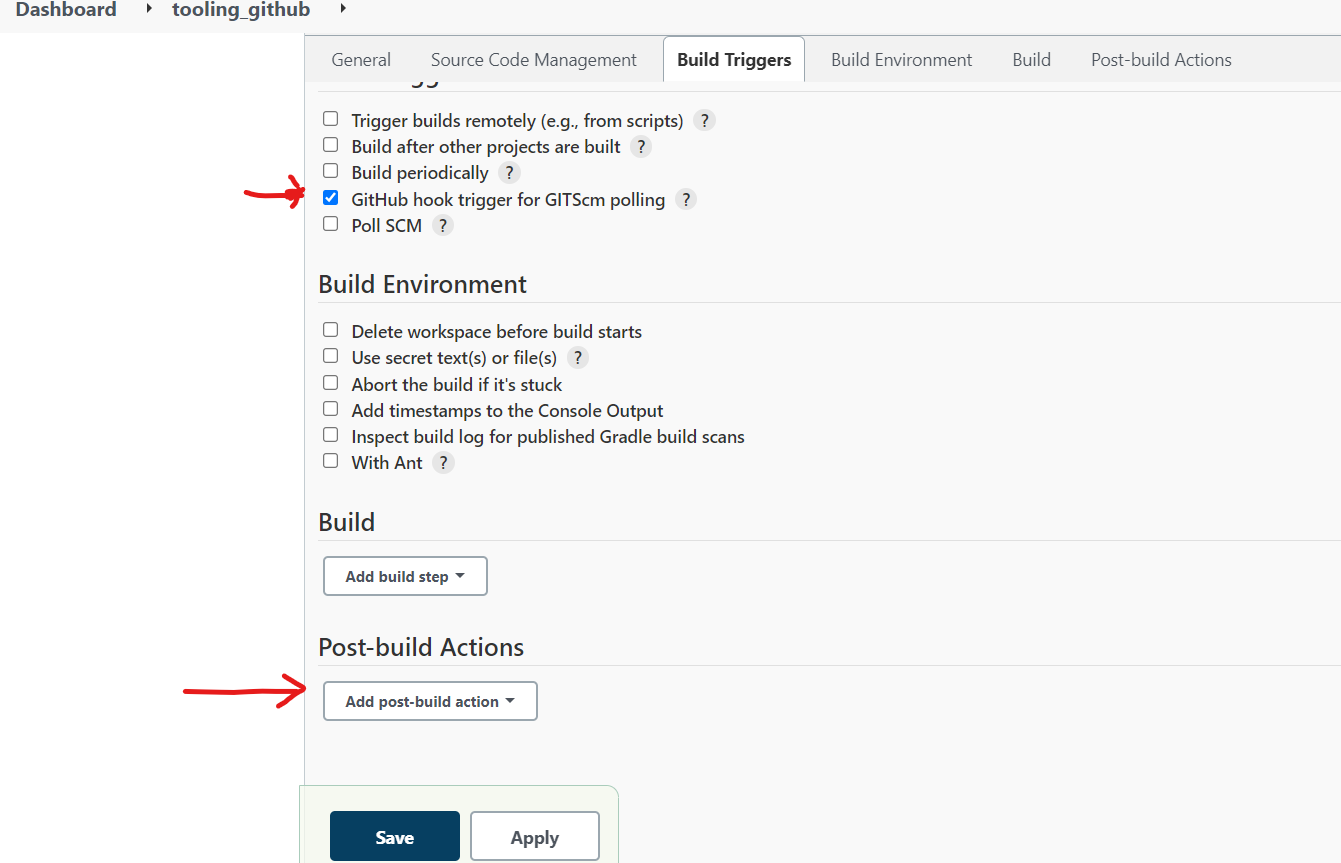 Dashboard tooling_github
General Source Code Management Build Triggers Build Environment Build Post-build Actions
Trigger builds remotely (e.g., from scripts) ?
Build after other projects are built ?
Build periodically ?
GitHub hook trigger for GITScm polling ?
Poll SCM ?
Build Environment
Delete workspace before build starts
Use secret text(s) or file(s) ?
Abort the build if it's stuck
Add timestamps to the Console Output
Inspect build log for published Gradle build scans
With Ant ?
Build
Add build step
Post-build Actions
Add post-build action
Save Apply